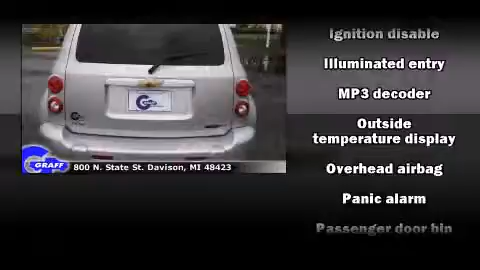 Ignition disable
Illuminated entry
MP3 decoder
Outside
temperature display
Overhead airbag
Panic alarm
Passenger door bin
GRAFF
800 N. State St. Davison, MI 48423